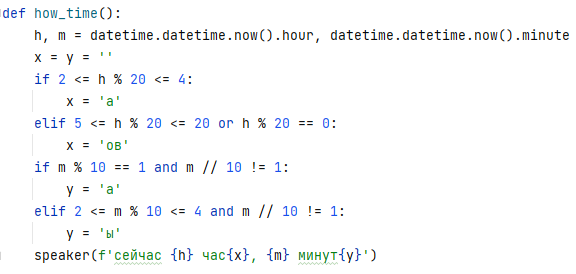 def how_time():
    h, m = datetime.datetime.now().hour, datetime.datetime.now().minute
    x = y = ''
    if 2 <= h % 20 <= 4:
        x = 'а'
    elif 5 <= h % 20 <= 20 or h % 20 == 0:
        x = 'ов'
    if m % 10 == 1 and m // 10 != 1:
        y = 'а'
    elif 2 <= m % 10 <= 4 and m // 10 != 1:
        y = 'ы'
    speaker(f'сейчас {h} час{x}, {m} минут{y}')